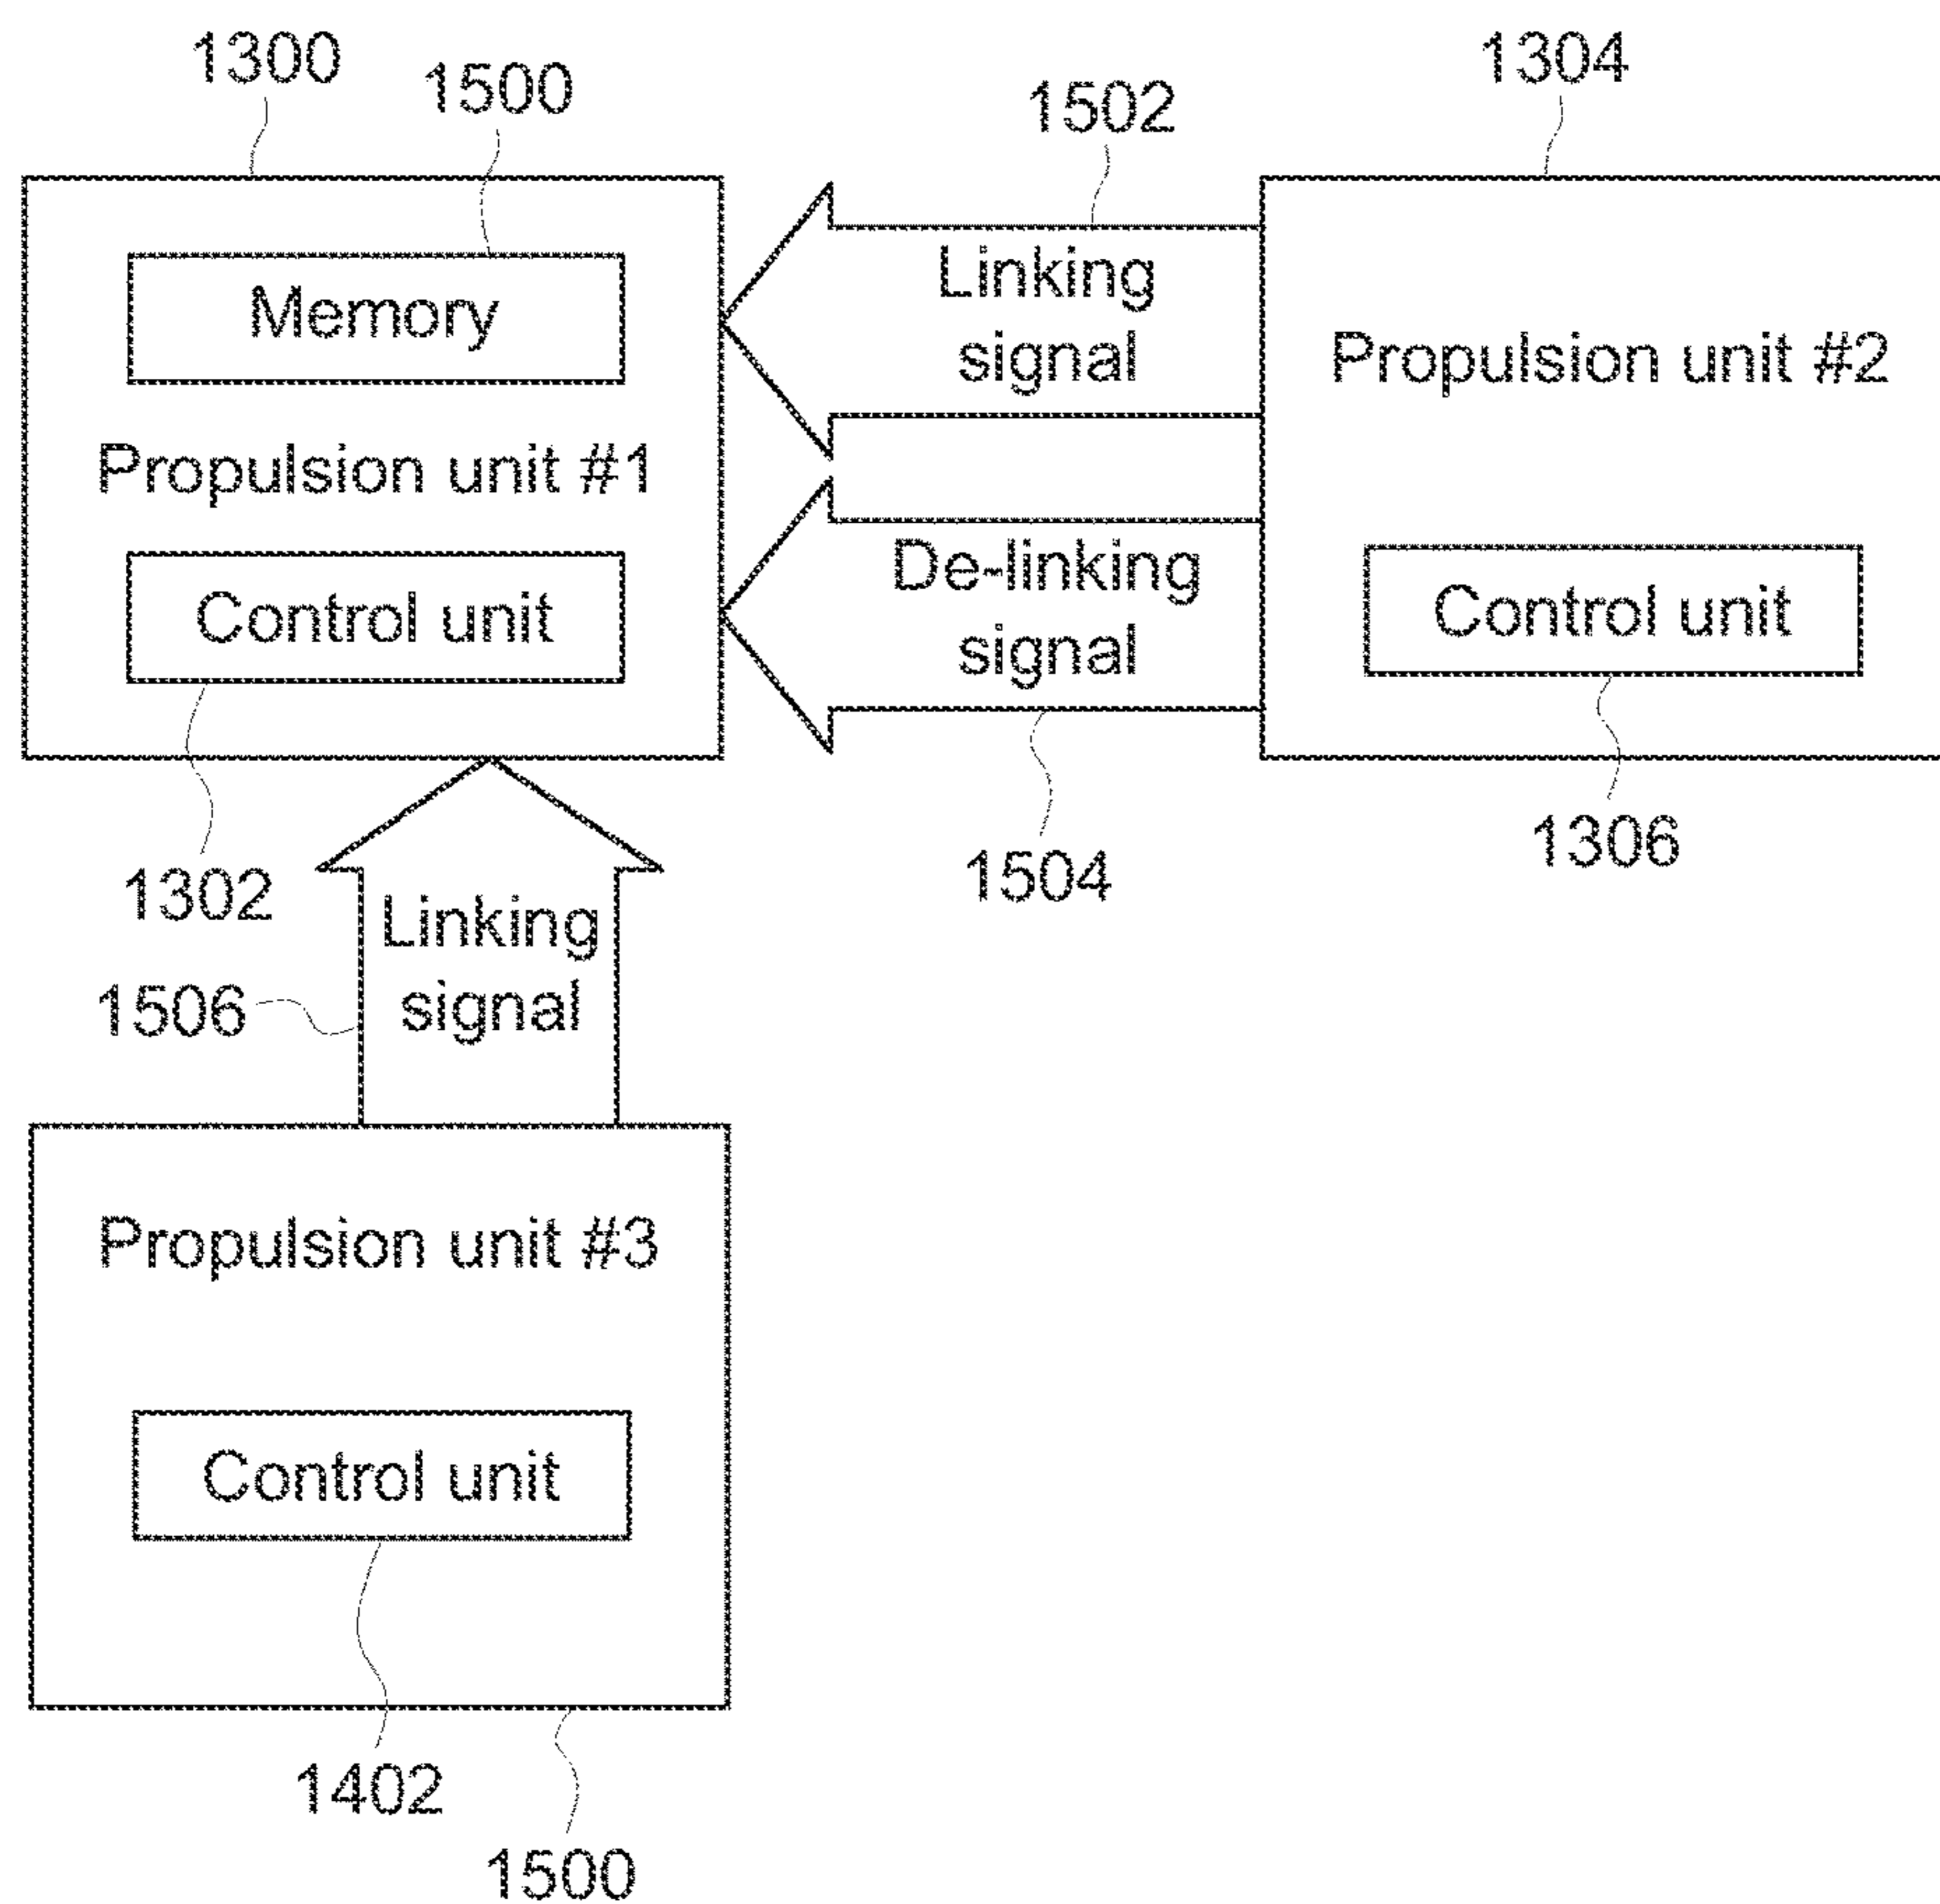 1300
1500
1502
1304
Memory
Linking
signal
Propulsion unit #2
Propulsion unit #1
Control unit
De-linking
signal
Control unit
1302
1504
1306
Linking
signal
1506
Propulsion unit #3
Control unit
1402
1500